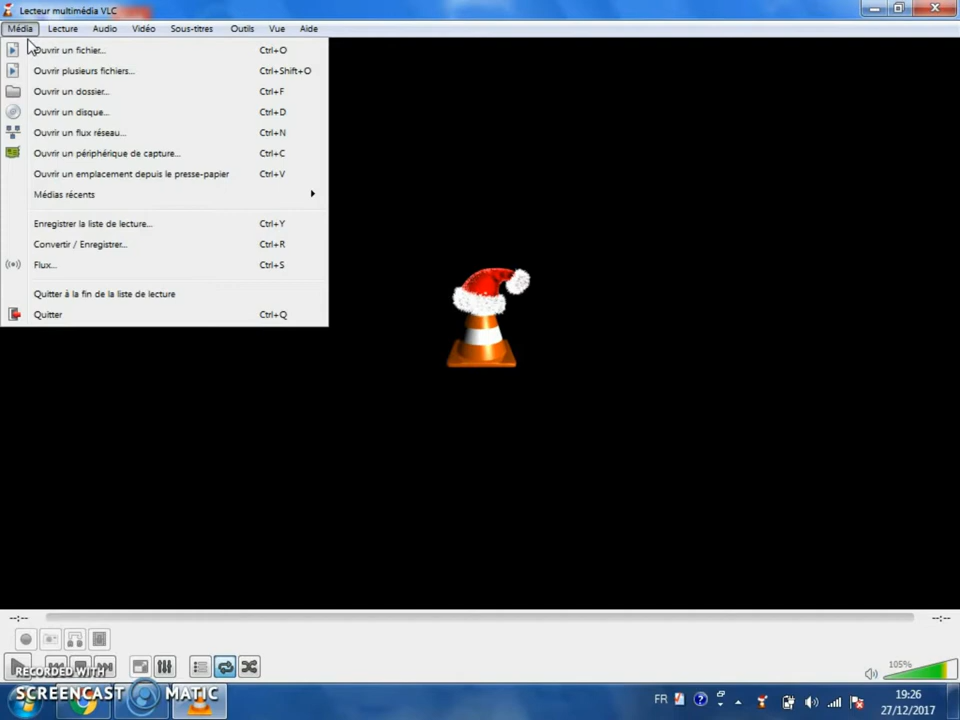 Lecteur multimédia VLC
Média Lecture Audio Vidéo Sous-titres Outils Vue Aide
Ouvrir un fichier... Ctrl+O
Ouvrir plusieurs fichiers... Ctrl+Shift+O
Ouvrir un dossier... Ctrl+F
Ouvrir un disque... Ctrl+D
Ouvrir un flux réseau... Ctrl+N
Ouvrir un périphérique de capture... Ctrl+C
Ouvrir un emplacement depuis le presse-papier Ctrl+V
Médias récents
Enregistrer la liste de lecture... Ctrl+Y
Convertir / Enregistrer... Ctrl+R
Flux... Ctrl+S
Quitter à la fin de la liste de lecture
Quitter Ctrl+Q
--:-- --:--
105%
RECORDED WITH
SCREENCAST MATIC
FR 19:26
27/12/2017